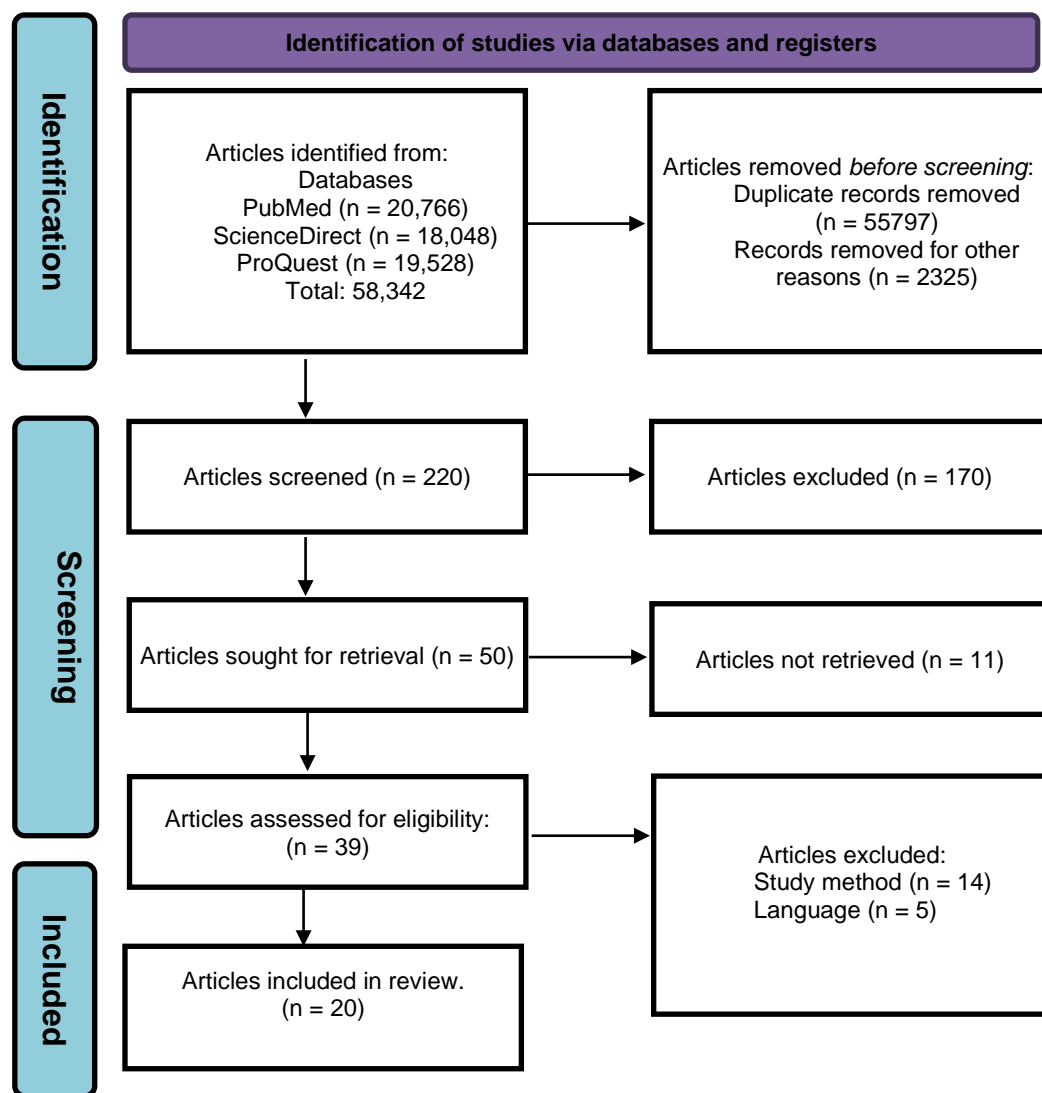 Identification of studies via databases and registers
Identification
Articles identified from:
Databases
PubMed (n = 20,766)
ScienceDirect (n = 18,048)
ProQuest (n = 19,528)
Total: 58,342
Articles removed before screening:
Duplicate records removed
(n = 55797)
Records removed for other
reasons (n = 2325)
Screening
Articles screened (n = 220)
Articles excluded (n = 170)
Articles sought for retrieval (n = 50)
Articles not retrieved (n = 11)
Articles assessed for eligibility:
(n = 39)
Articles excluded:
Study method (n = 14)
Language (n = 5)
Included
Articles included in review.
(n = 20)